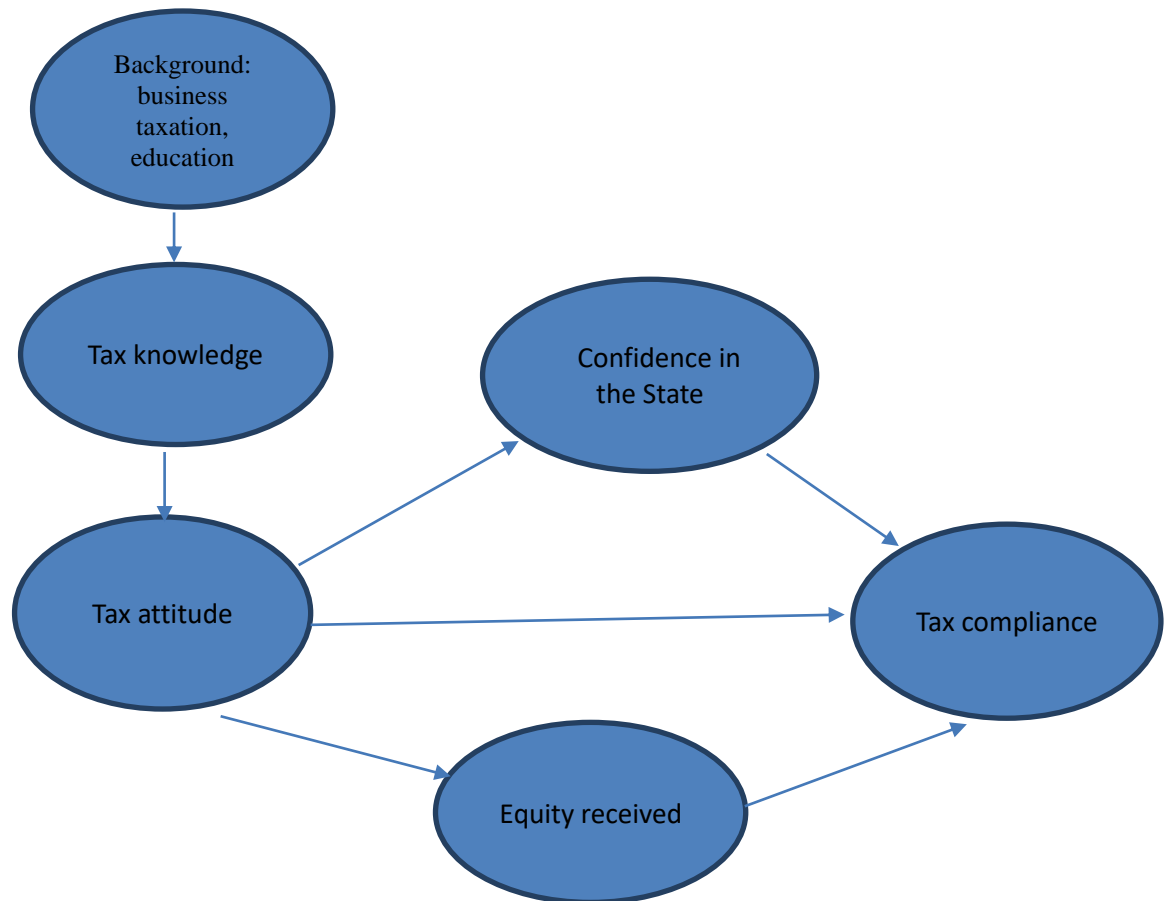 Background:
business
taxation,
education
Tax knowledge
Confidence in
the State
Tax attitude
Tax compliance
Equity received